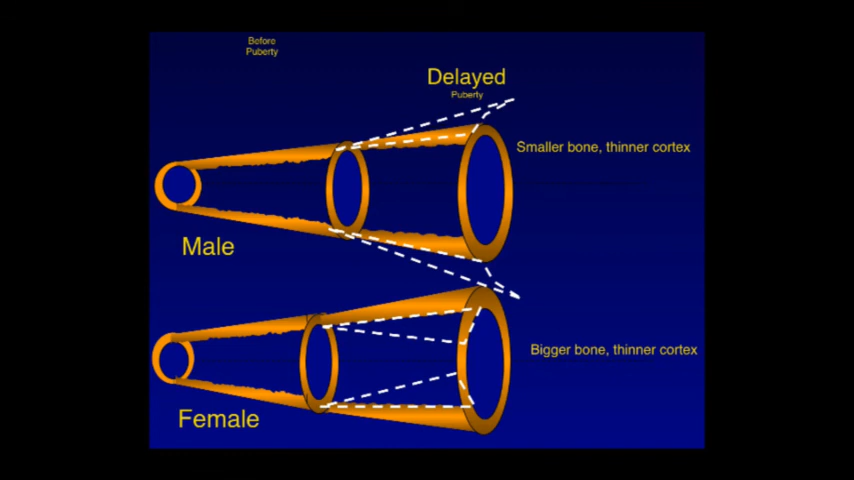 Before
Puberty
Delayed
Puberty
Smaller bone, thinner cortex
Male
Bigger bone, thinner cortex
Female